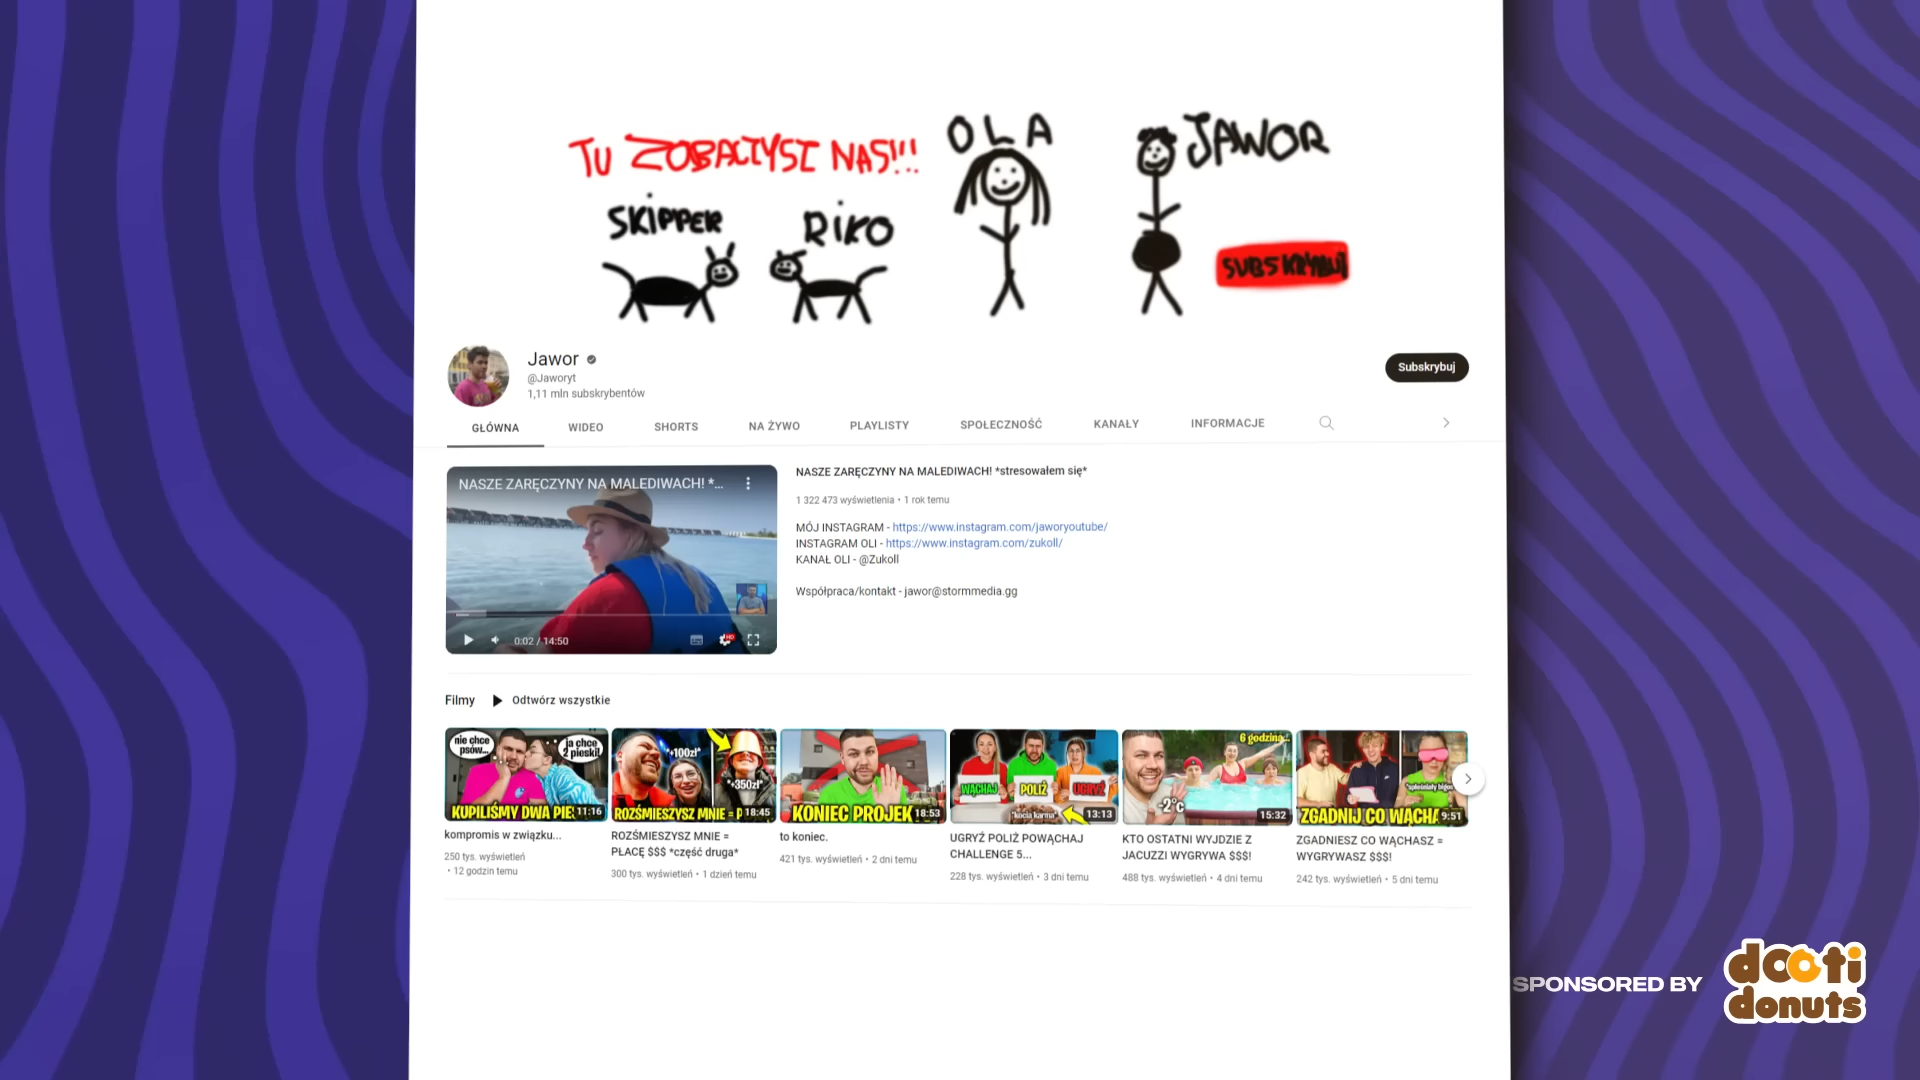 TU ZOBACZYSZ NAS!!!
OLA
JAWOR
SKIPPER
RIKO
SUBSKRYBUJ
Jawor
@Jaworyt
1,11 mln subskrybentów
Subskrybuj
GŁÓWNA WIDEO SHORTS NA ŻYWO PLAYLISTY SPOŁECZNOŚĆ KANAŁY INFORMACJE
NASZE ZARĘCZYNY NA MALEDIWACH! *...
0:02 / 14:50
HD
NASZE ZARĘCZYNY NA MALEDIWACH! *stresowałem się*
1 322 473 wyświetlenia • 1 rok temu
MÓJ INSTAGRAM - https://www.instagram.com/jaworyoutube/
INSTAGRAM OLI - https://www.instagram.com/zukoll/
KANAŁ OLI - @Zukoll
Współpraca/kontakt - jawor@stormmedia.gg
Filmy
Odtwórz wszystkie
nie chce
psów...
ja chce
2 pieski!
KUPILIŚMY DWA PIE
11:16
kompromis w związku...
250 tys. wyświetleń
• 12 godzin temu
*+100zł*
*+350zł*
ROZŚMIESZYSZ MNIE = P
18:45
ROZŚMIESZYSZ MNIE =
PŁACĘ $$$ *część druga*
300 tys. wyświetleń • 1 dzień temu
KONIEC PROJEK
18:53
to koniec.
421 tys. wyświetleń • 2 dni temu
WĄCHAJ
POLIŻ
UGRYŹ
*kocia karma*
13:13
UGRYŹ POLIŻ POWĄCHAJ
CHALLENGE 5...
228 tys. wyświetleń • 3 dni temu
6 godzina...
-2°c
15:32
KTO OSTATNI WYJDZIE Z
JACUZZI WYGRYWA $$$!
488 tys. wyświetleń • 4 dni temu
*spleśniały bigos*
ZGADNIJ CO WĄCHA
9:51
ZGADNIESZ CO WĄCHASZ =
WYGRYWASZ $$$!
242 tys. wyświetleń • 5 dni temu
SPONSORED BY
dooti
donuts